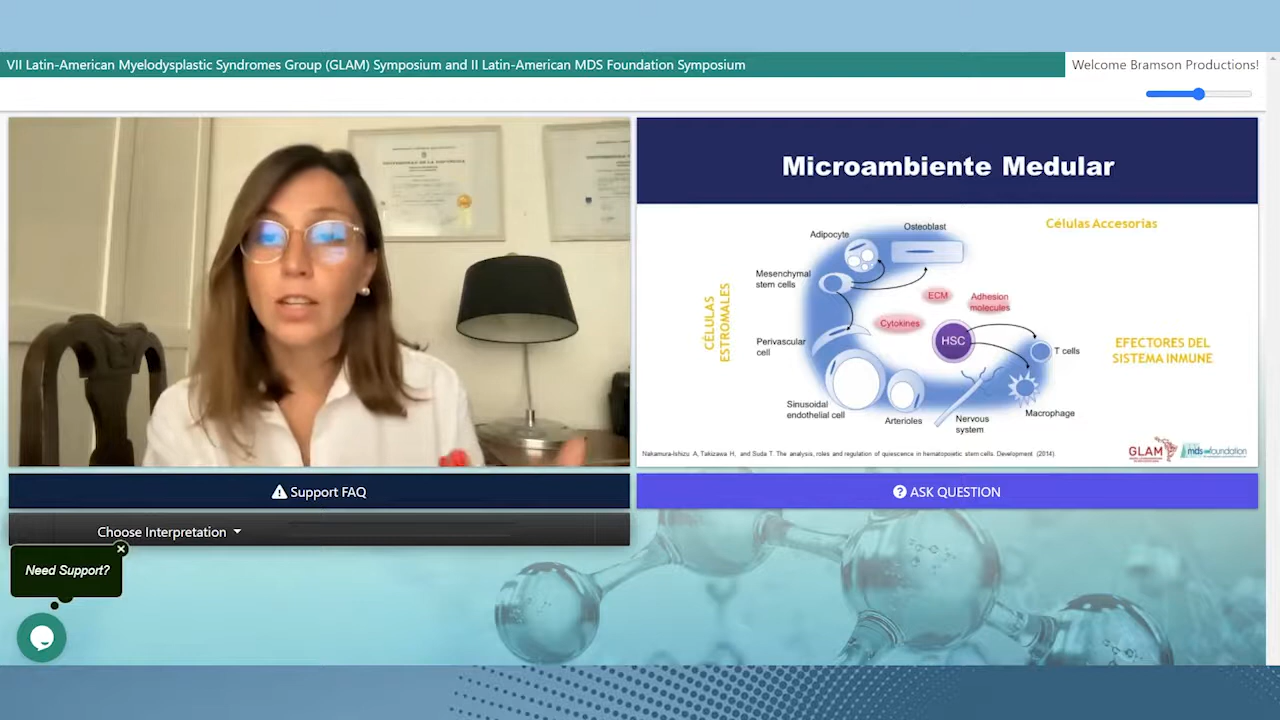 VII Latin-American Myelodysplastic Syndromes Group (GLAM) Symposium and II Latin-American MDS Foundation Symposium
Welcome Bramson Productions!
Microambiente Medular
Células Accesorias
Adipocyte
Osteoblast
Mesenchymal
stem cells
ECM
Adhesion
molecules
Cytokines
CÉLULAS
ESTROMALES
HSC
Perivascular
cell
T cells
EFECTORES DEL
SISTEMA INMUNE
Sinusoidal
endothelial cell
Arterioles
Nervous
system
Macrophage
Nakamura-Ishizu A, Takizawa H, and Suda T. The analysis, roles and regulation of quiescence in hematopoietic stem cells. Development (2014).
GLAM
mds foundation
Support FAQ
ASK QUESTION
Choose Interpretation
Need Support?